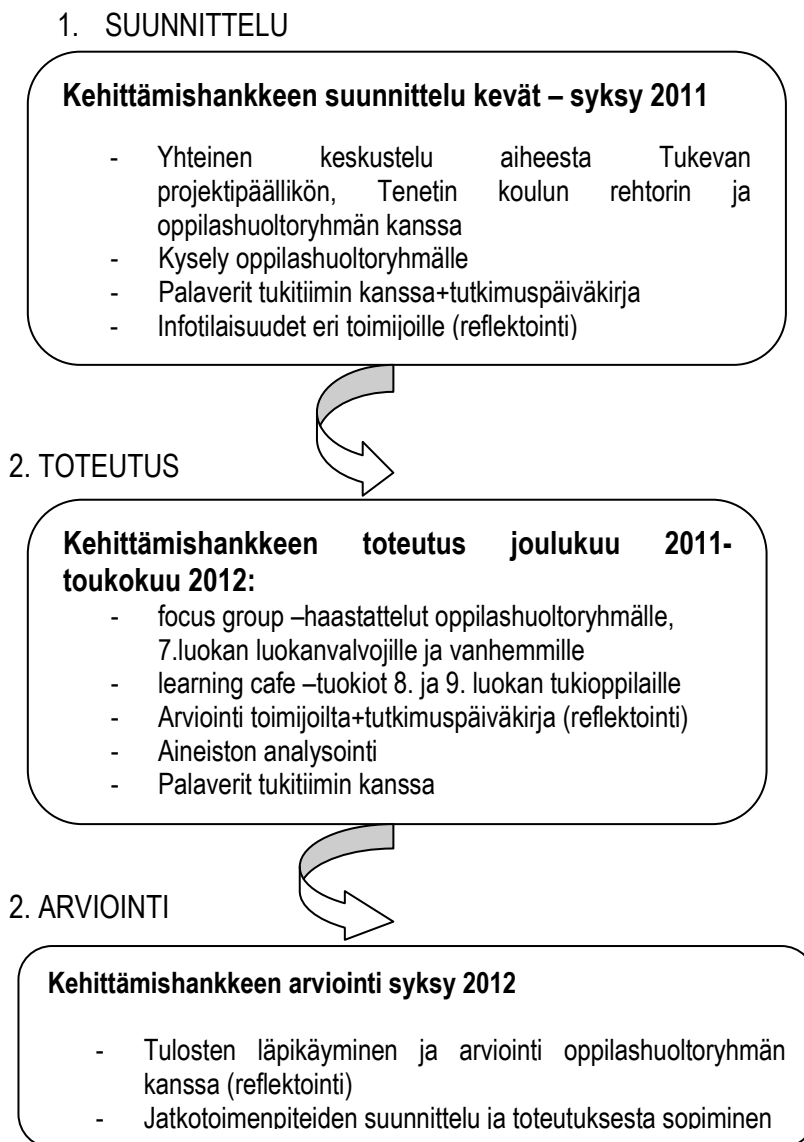 1. SUUNNITTELU
Kehittämishankkeen suunnittelu kevät – syksy 2011
- Yhteinen keskustelu aiheesta Tukevan
projektipäällikön, Tenetin koulun rehtorin ja
oppilashuoltoryhmän kanssa
- Kysely oppilashuoltoryhmälle
- Palaverit tukitiimin kanssa+tutkimuspäiväkirja
- Infotilaisuudet eri toimijoille (reflektointi)
2. TOTEUTUS
Kehittämishankkeen toteutus joulukuu 2011-
toukokuu 2012:
- focus group –haastattelut oppilashuoltoryhmälle,
7.luokan luokanvalvojille ja vanhemmille
- learning cafe –tuokiot 8. ja 9. luokan tukioppilaille
- Arviointi toimijoilta+tutkimuspäiväkirja (reflektointi)
- Aineiston analysointi
- Palaverit tukitiimin kanssa
2. ARVIOINTI
Kehittämishankkeen arviointi syksy 2012
- Tulosten läpikäyminen ja arviointi oppilashuoltoryhmän
kanssa (reflektointi)
- Jatkotoimenpiteiden suunnittelu ja toteutuksesta sopiminen